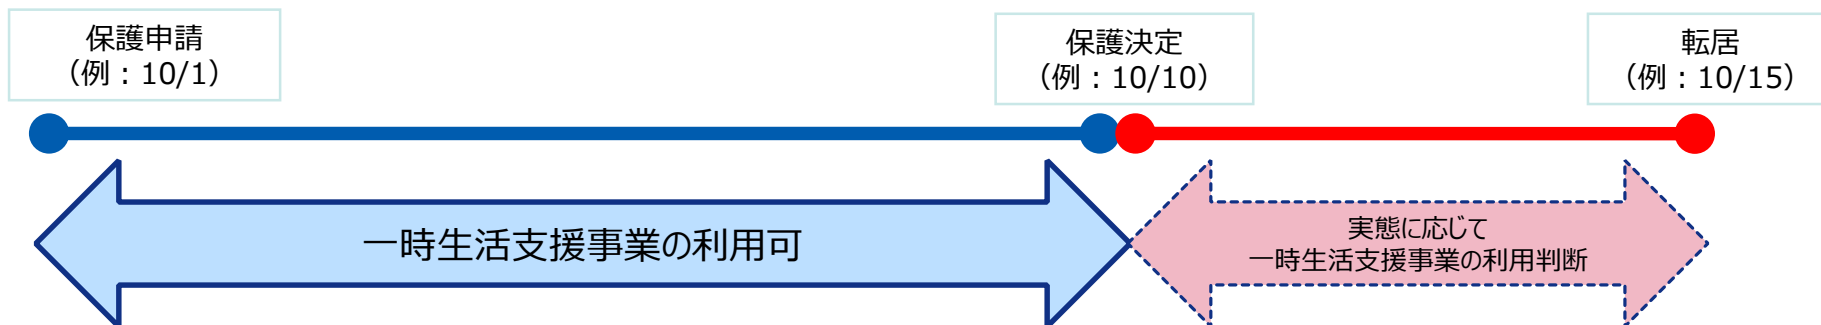 保護申請
（例：10/1）
保護決定
（例：10/10）
転居
（例：10/15）
一時生活支援事業の利用可
実態に応じて
一時生活支援事業の利用判断